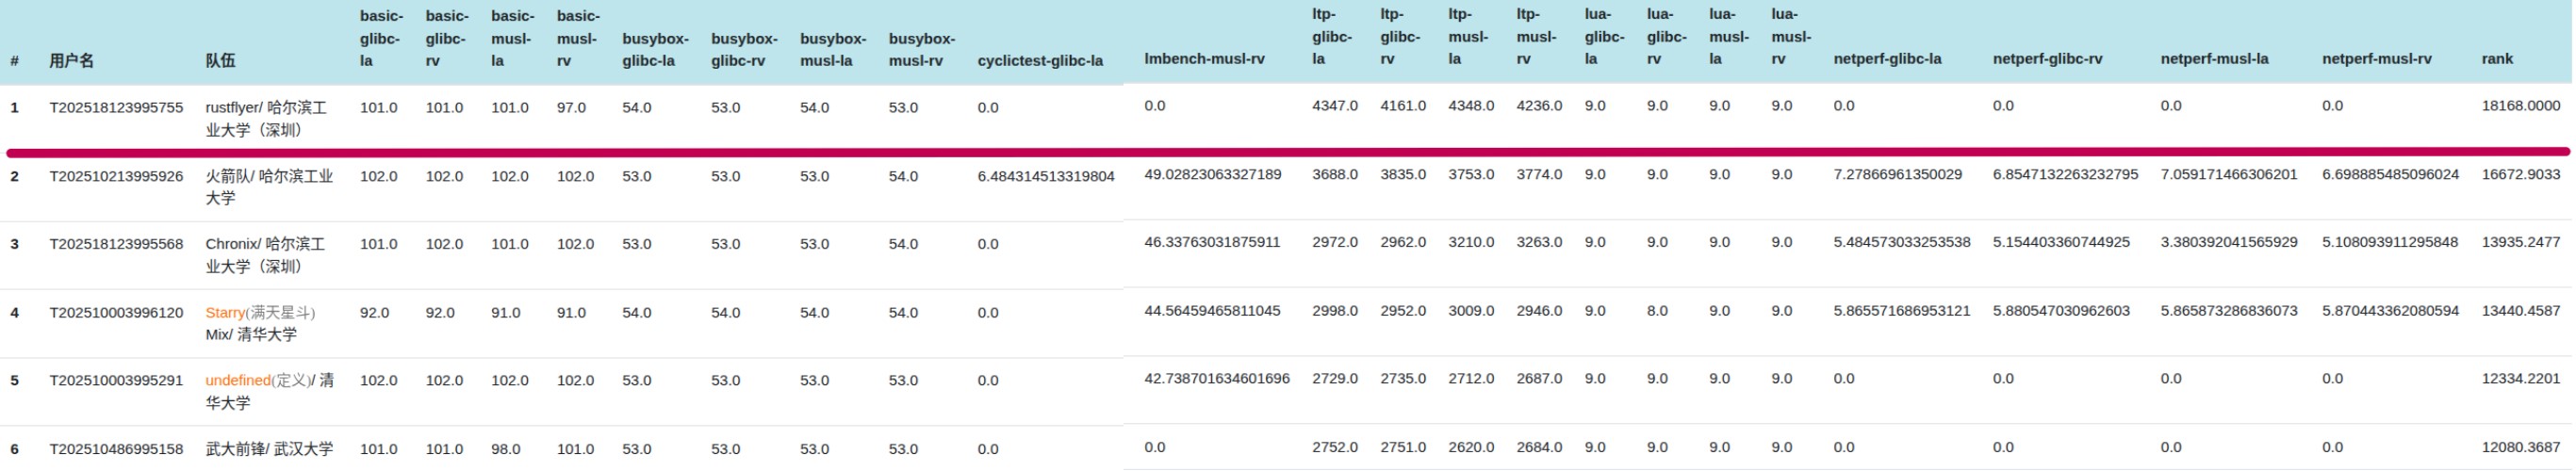 # 用户名 队伍 basic-glibc-la basic-glibc-rv basic-musl-la basic-musl-rv busybox-glibc-la busybox-glibc-rv busybox-musl-la busybox-musl-rv cyclictest-glibc-la lmbench-musl-rv ltp-glibc-la ltp-glibc-rv ltp-musl-la ltp-musl-rv lua-glibc-la lua-glibc-rv lua-musl-la lua-musl-rv netperf-glibc-la netperf-glibc-rv netperf-musl-la netperf-musl-rv rank
1 T202518123995755 rustflyer/ 哈尔滨工业大学（深圳） 101.0 101.0 101.0 97.0 54.0 53.0 54.0 53.0 0.0 0.0 4347.0 4161.0 4348.0 4236.0 9.0 9.0 9.0 9.0 0.0 0.0 0.0 0.0 18168.0000
2 T202510213995926 火箭队/ 哈尔滨工业大学 102.0 102.0 102.0 102.0 53.0 53.0 53.0 54.0 6.484314513319804 49.02823063327189 3688.0 3835.0 3753.0 3774.0 9.0 9.0 9.0 9.0 7.27866961350029 6.8547132263232795 7.059171466306201 6.698885485096024 16672.9033
3 T202518123995568 Chronix/ 哈尔滨工业大学（深圳） 101.0 102.0 101.0 102.0 53.0 53.0 53.0 54.0 0.0 46.33763031875911 2972.0 2962.0 3210.0 3263.0 9.0 9.0 9.0 9.0 5.484573033253538 5.154403360744925 3.380392041565929 5.108093911295848 13935.2477
4 T202510003996120 Starry(满天星斗) Mix/ 清华大学 92.0 92.0 91.0 91.0 54.0 54.0 54.0 54.0 0.0 44.56459465811045 2998.0 2952.0 3009.0 2946.0 9.0 8.0 9.0 9.0 5.865571686953121 5.880547030962603 5.865873286836073 5.870443362080594 13440.4587
5 T202510003995291 undefined(定义)/ 清华大学 102.0 102.0 102.0 102.0 53.0 53.0 53.0 53.0 0.0 42.738701634601696 2729.0 2735.0 2712.0 2687.0 9.0 9.0 9.0 9.0 0.0 0.0 0.0 0.0 12334.2201
6 T202510486995158 武大前锋/ 武汉大学 101.0 101.0 98.0 101.0 53.0 53.0 53.0 53.0 0.0 0.0 2752.0 2751.0 2620.0 2684.0 9.0 9.0 9.0 9.0 0.0 0.0 0.0 0.0 12080.3687